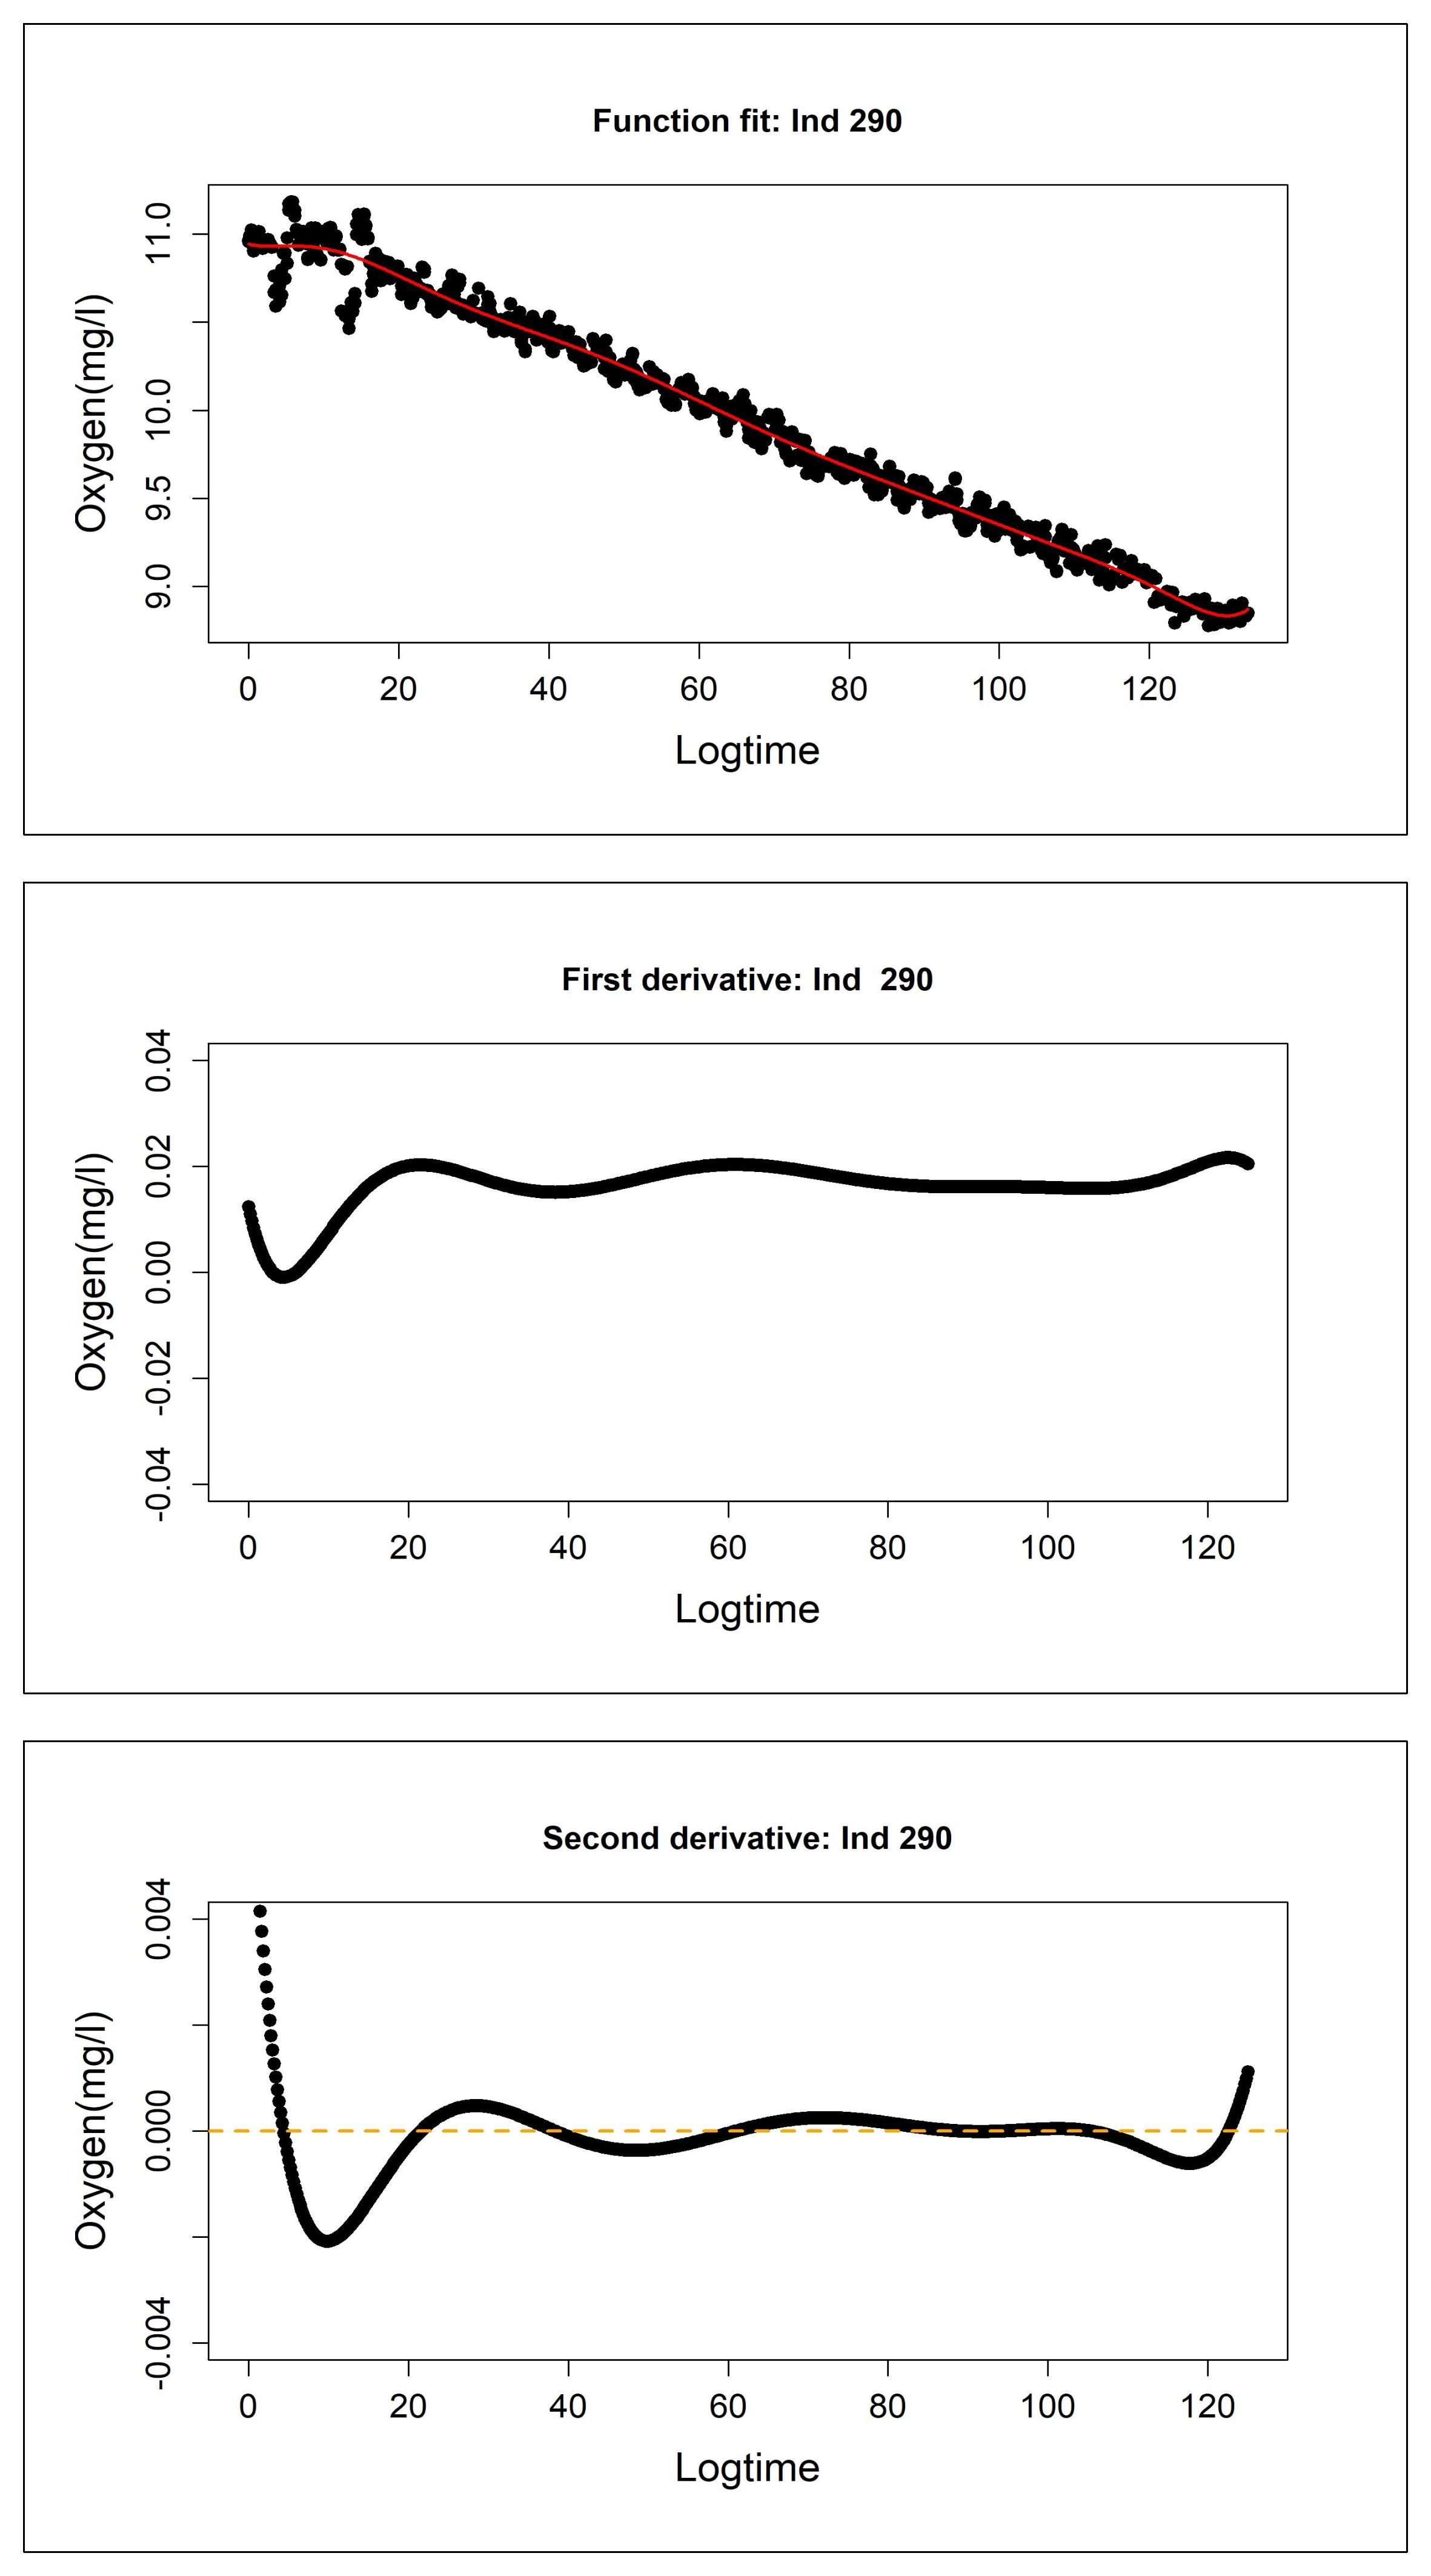 Function fit: Ind 290
Oxygen(mg/l)
11.0
10.0
9.5
9.0
0 20 40 60 80 100 120
Logtime
First derivative: Ind  290
Oxygen(mg/l)
0.04
0.02
0.00
-0.02
-0.04
0 20 40 60 80 100 120
Logtime
Second derivative: Ind 290
Oxygen(mg/l)
0.004
0.000
-0.004
0 20 40 60 80 100 120
Logtime